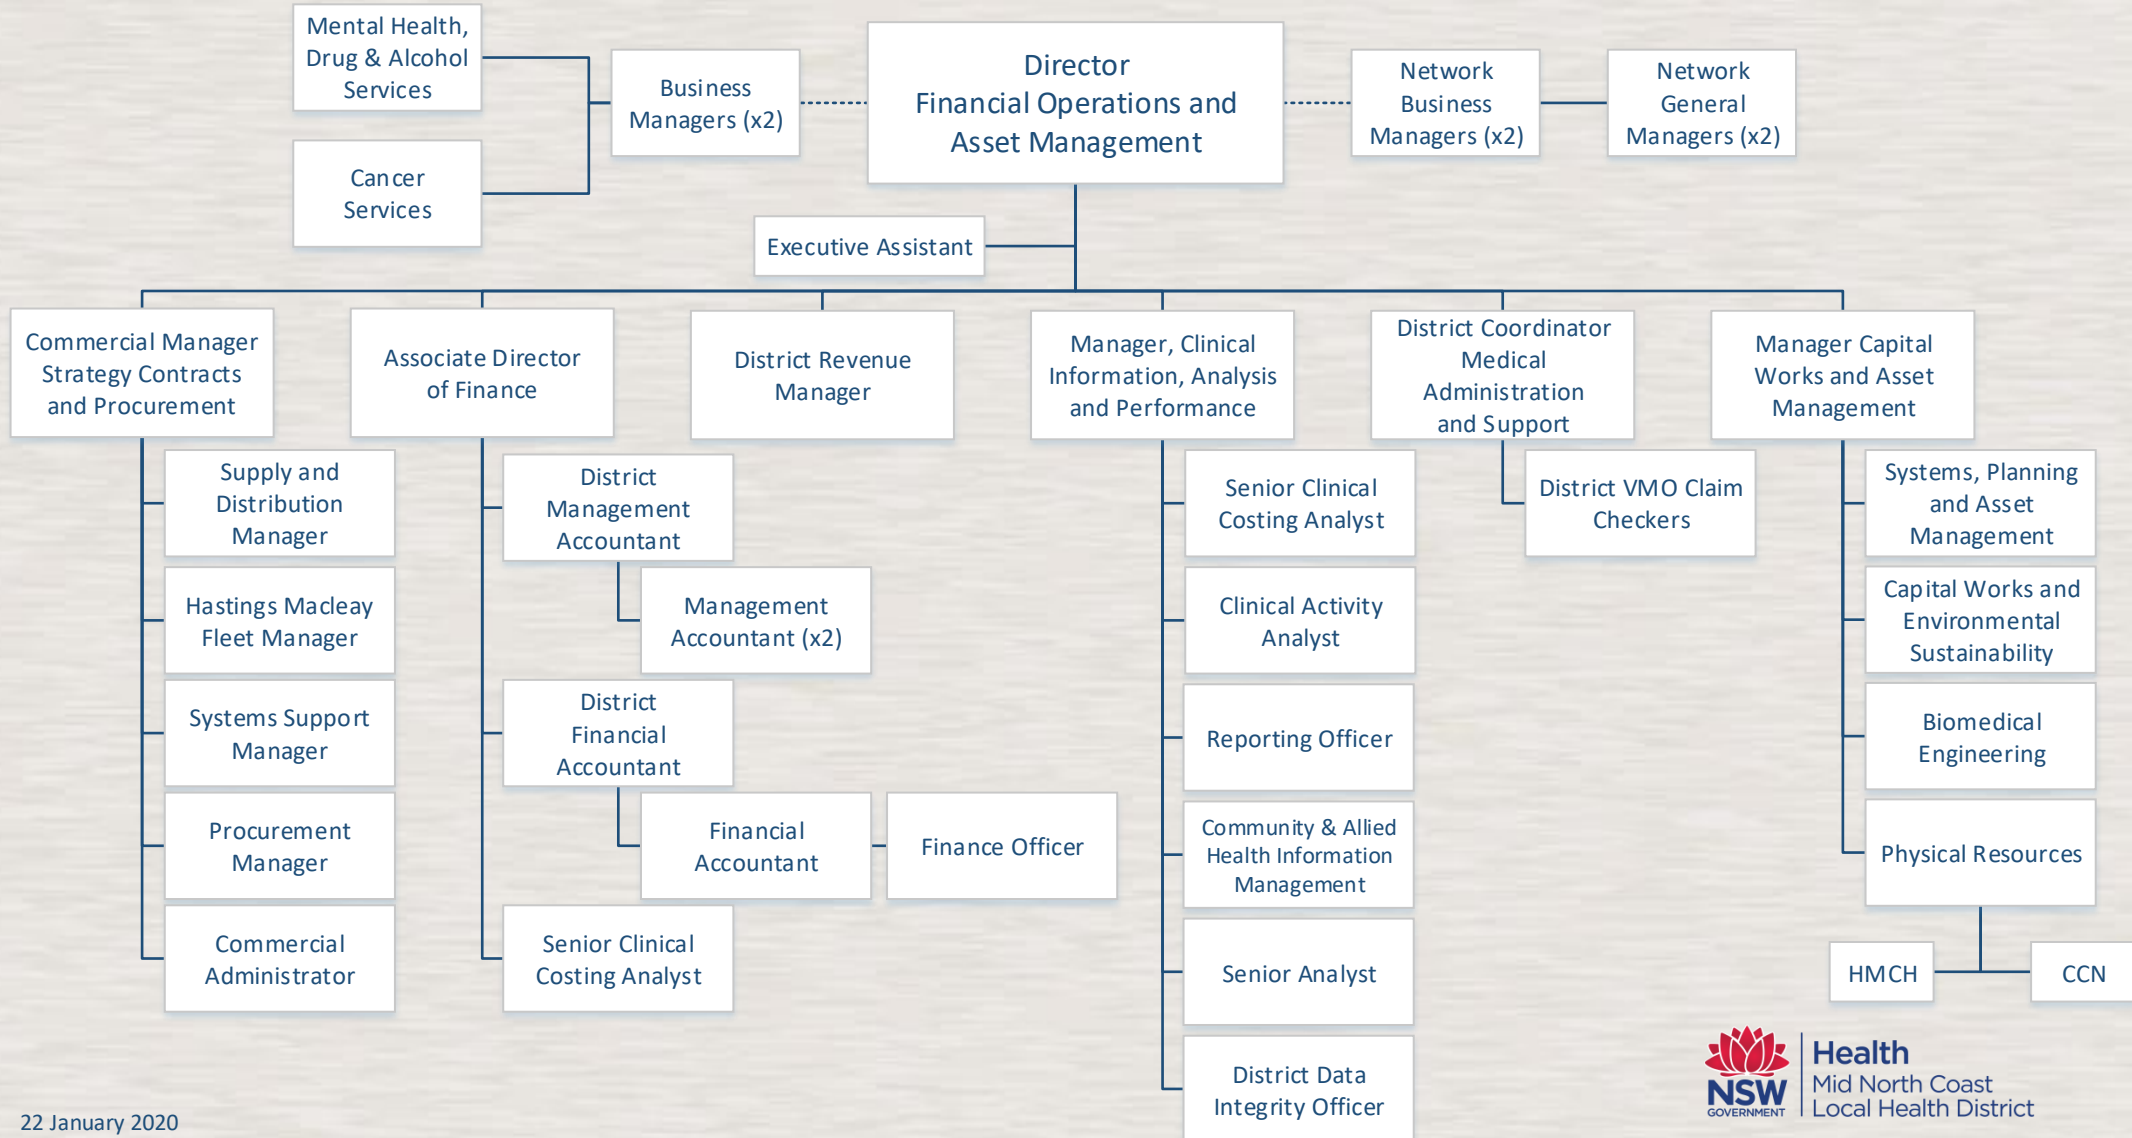 Mental Health,
Drug & Alcohol
Services
Cancer
Services
Business
Managers (x2)
Director
Financial Operations and
Asset Management
Network
Business
Managers (x2)
Network
General
Managers (x2)
Executive Assistant
Commercial Manager
Strategy Contracts
and Procurement
Supply and
Distribution
Manager
Hastings Macleay
Fleet Manager
Systems Support
Manager
Procurement
Manager
Commercial
Administrator
Associate Director
of Finance
District
Management
Accountant
Management
Accountant (x2)
District
Financial
Accountant
Financial
Accountant
Finance Officer
Senior Clinical
Costing Analyst
District Revenue
Manager
Manager, Clinical
Information, Analysis
and Performance
Senior Clinical
Costing Analyst
Clinical Activity
Analyst
Reporting Officer
Community & Allied
Health Information
Management
Senior Analyst
District Data
Integrity Officer
District Coordinator
Medical
Administration
and Support
District VMO Claim
Checkers
Manager Capital
Works and Asset
Management
Systems, Planning
and Asset
Management
Capital Works and
Environmental
Sustainability
Biomedical
Engineering
Physical Resources
HMCH
CCN
22 January 2020
NSW
GOVERNMENT
Health
Mid North Coast
Local Health District